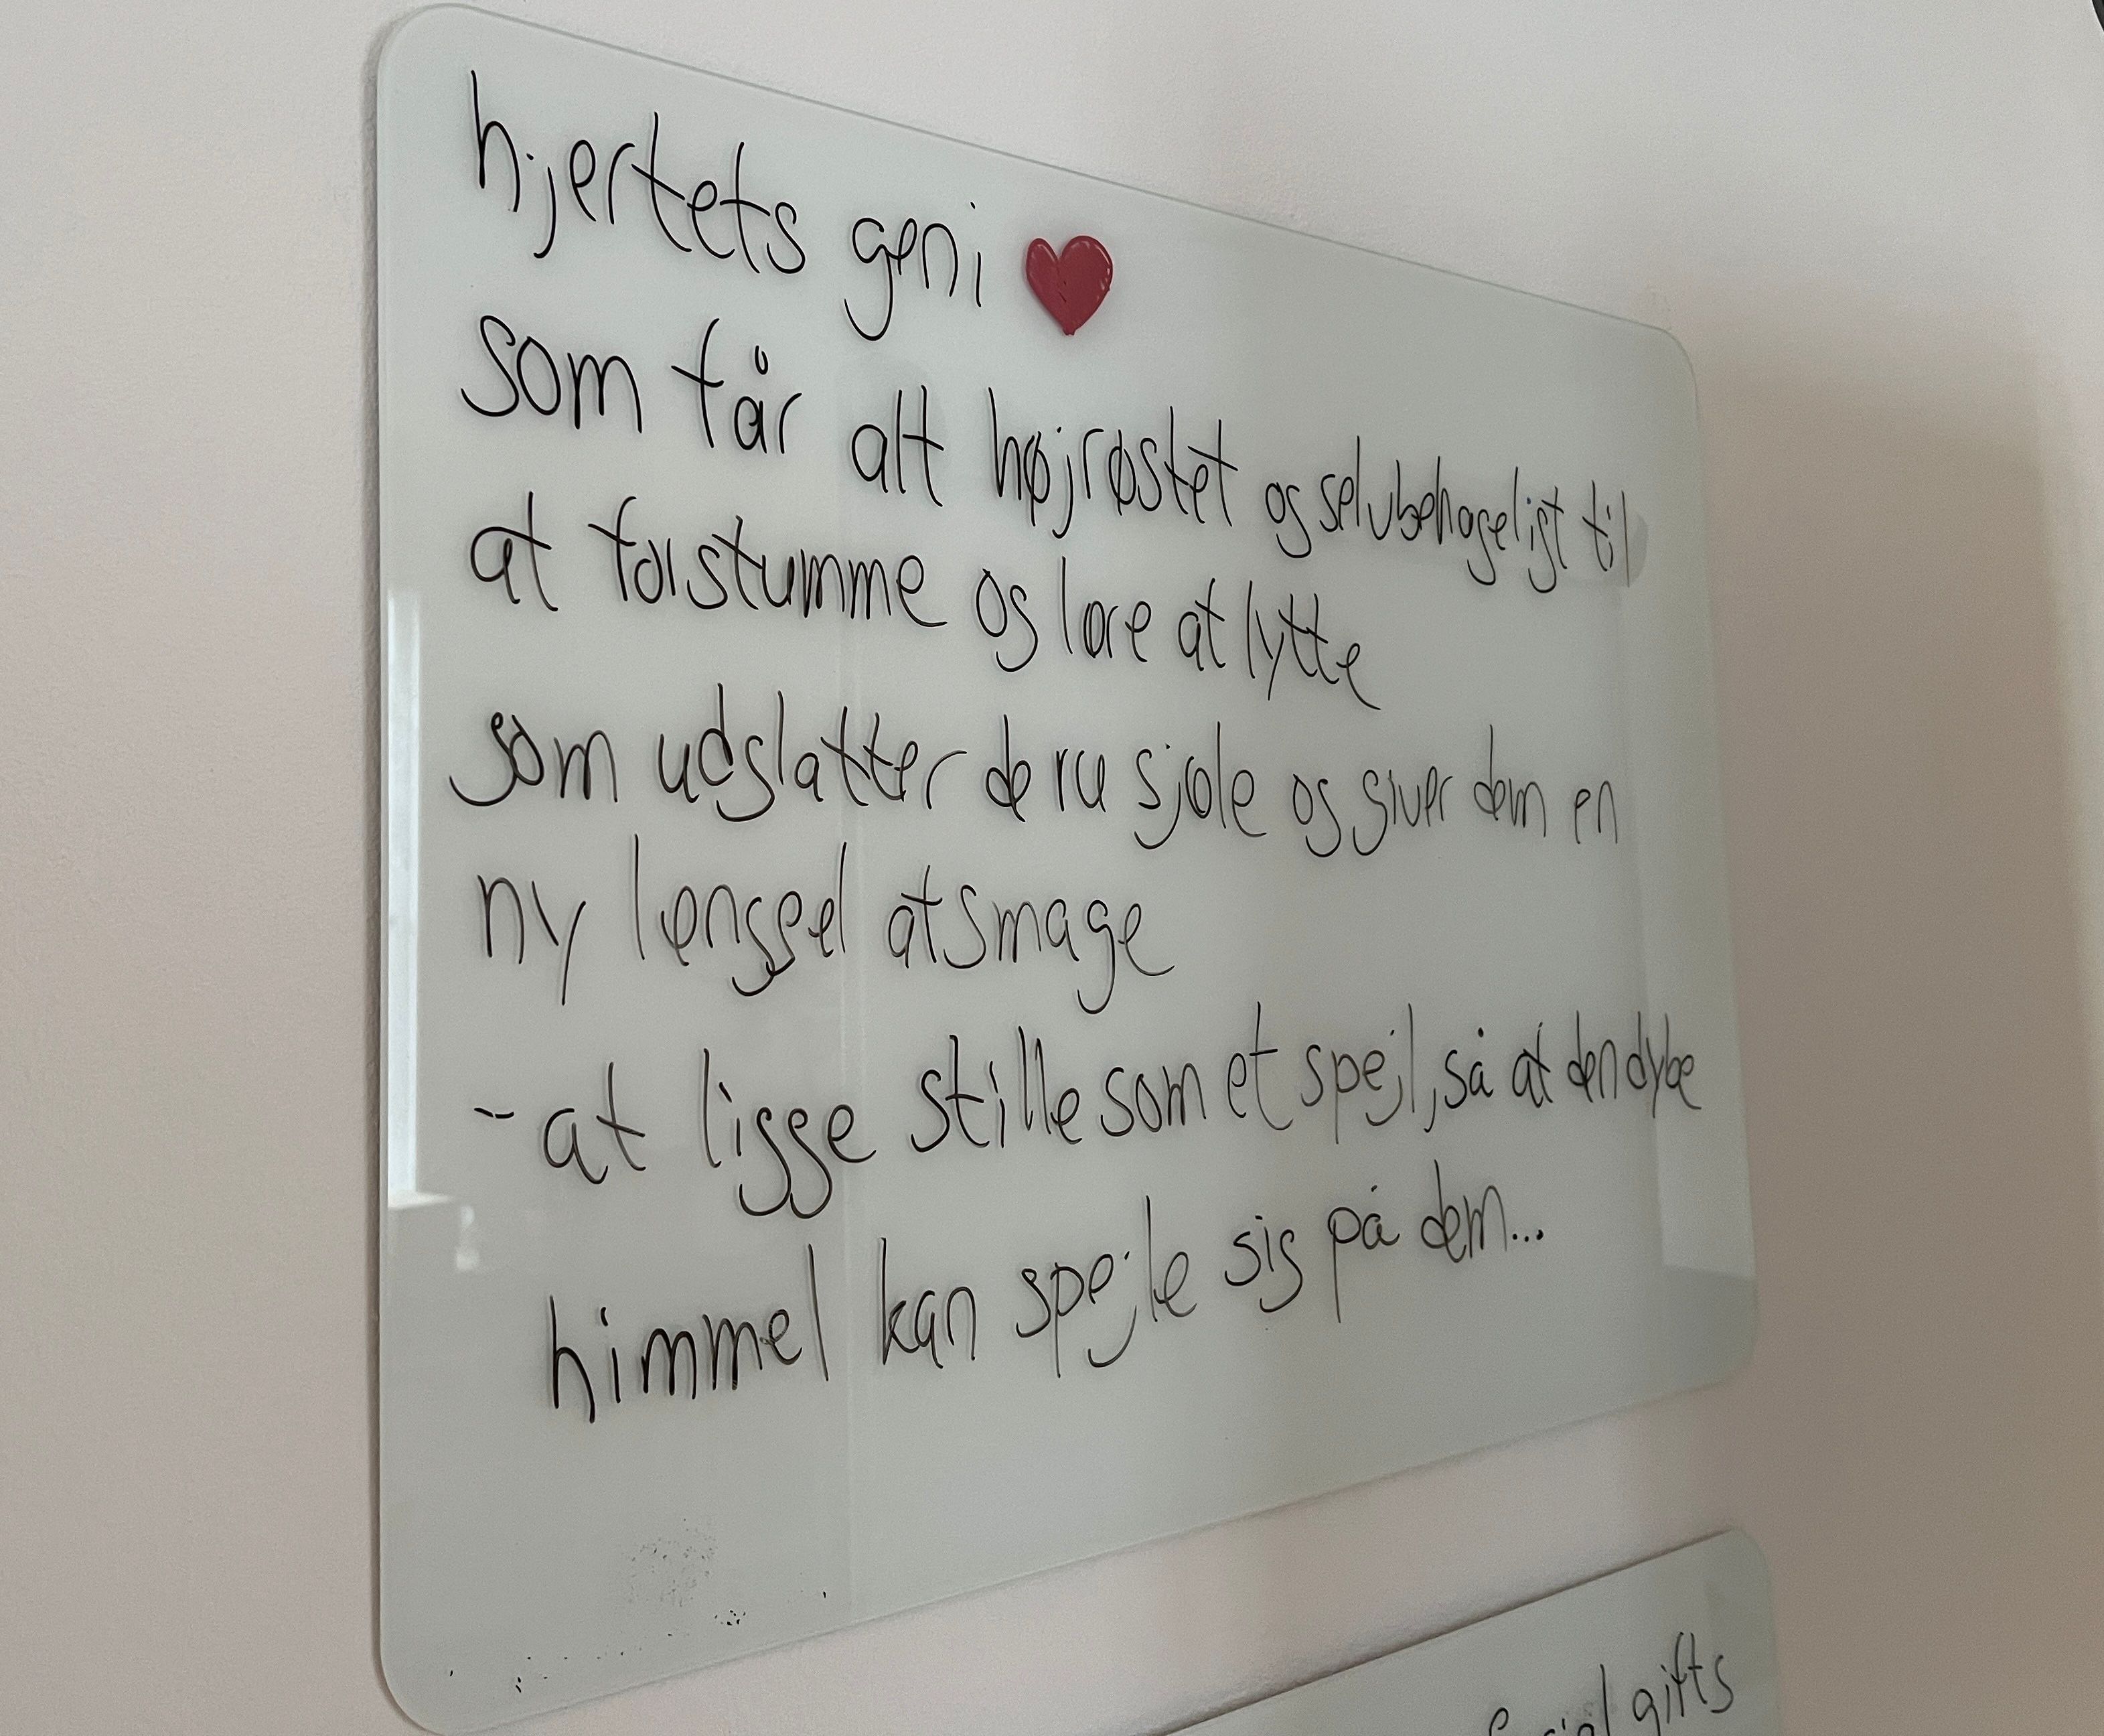 hjertets geni ♥
som får alt højrøstet og selvbehageligt til
at forstumme og lære at lytte
som udglatter de ru sjæle og giver dem en
ny længsel at smage
- at ligge stille som et spejl, så at den dybe
himmel kan spejle sig på dem...
gifts